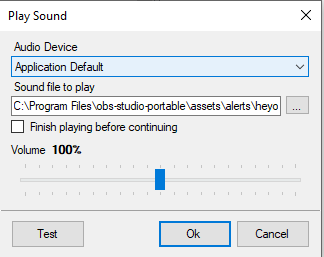 Play Sound
Audio Device
Application Default
Sound file to play
C:\Program Files\obs-studio-portable\assets\alerts\heyo
...
Finish playing before continuing
Volume 100%
Test
Ok
Cancel